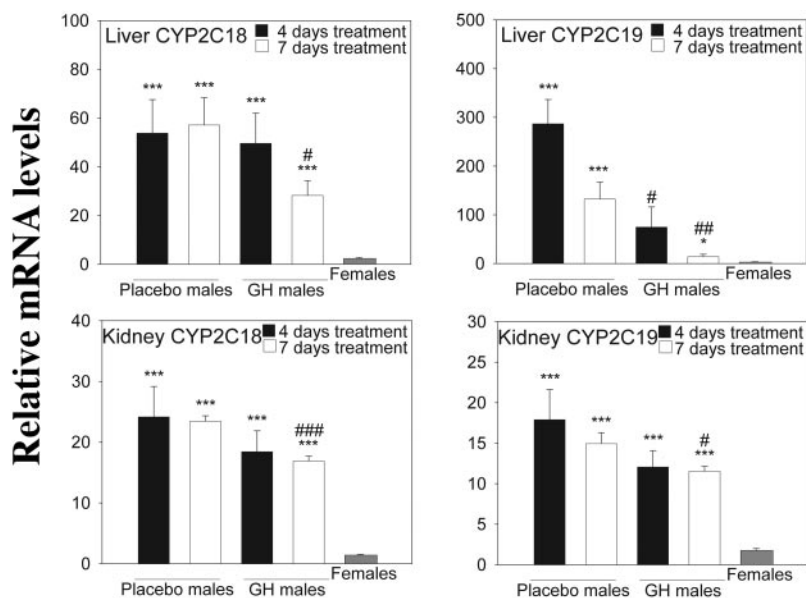 Relative mRNA levels
Liver CYP2C18
4 days treatment
7 days treatment
100
80
60
40
20
0
***
***
***
#
***
Females
Placebo males
GH males
Liver CYP2C19
4 days treatment
7 days treatment
500
400
300
200
100
0
***
***
#
##
*
Females
Placebo males
GH males
Kidney CYP2C18
4 days treatment
7 days treatment
40
30
20
10
0
***
***
***
###
***
Females
Placebo males
GH males
Kidney CYP2C19
4 days treatment
7 days treatment
30
25
20
15
10
5
0
***
***
***
#
***
Females
Placebo males
GH males